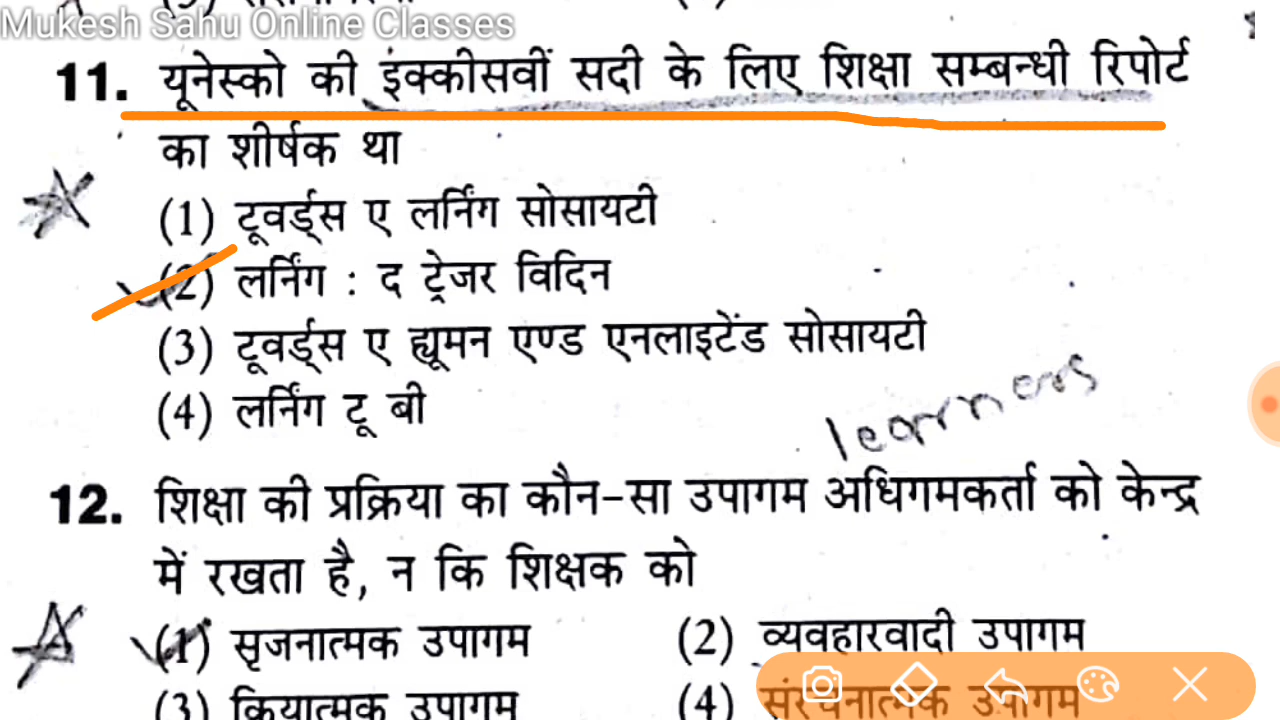 Mukesh Sahu Online Classes
11. यूनेस्को की इंक्कीसवीं सदी के लिए शिक्षा सम्बन्धी रिपोर्ट
का शीर्षक था
(1) टूवर्ड्स ए लर्निंग सोसायटी
(2) लर्निंग : द ट्रेजर विदिन
(3) टूवर्ड्स ए ह्यूमन एण्ड एनलाइटेंड सोसायटी
(4) लर्निंग टू बी
learners
12. शिक्षा की प्रक्रिया का कौन-सा उपागम अधिगमकर्ता को केन्द्र
में रखता है, न कि शिक्षक को
(1) सृजनात्मक उपागम (2) व्यवहारवादी उपागम
(3) क्रियात्मक उपागम (4) संरचनात्मक उपागम